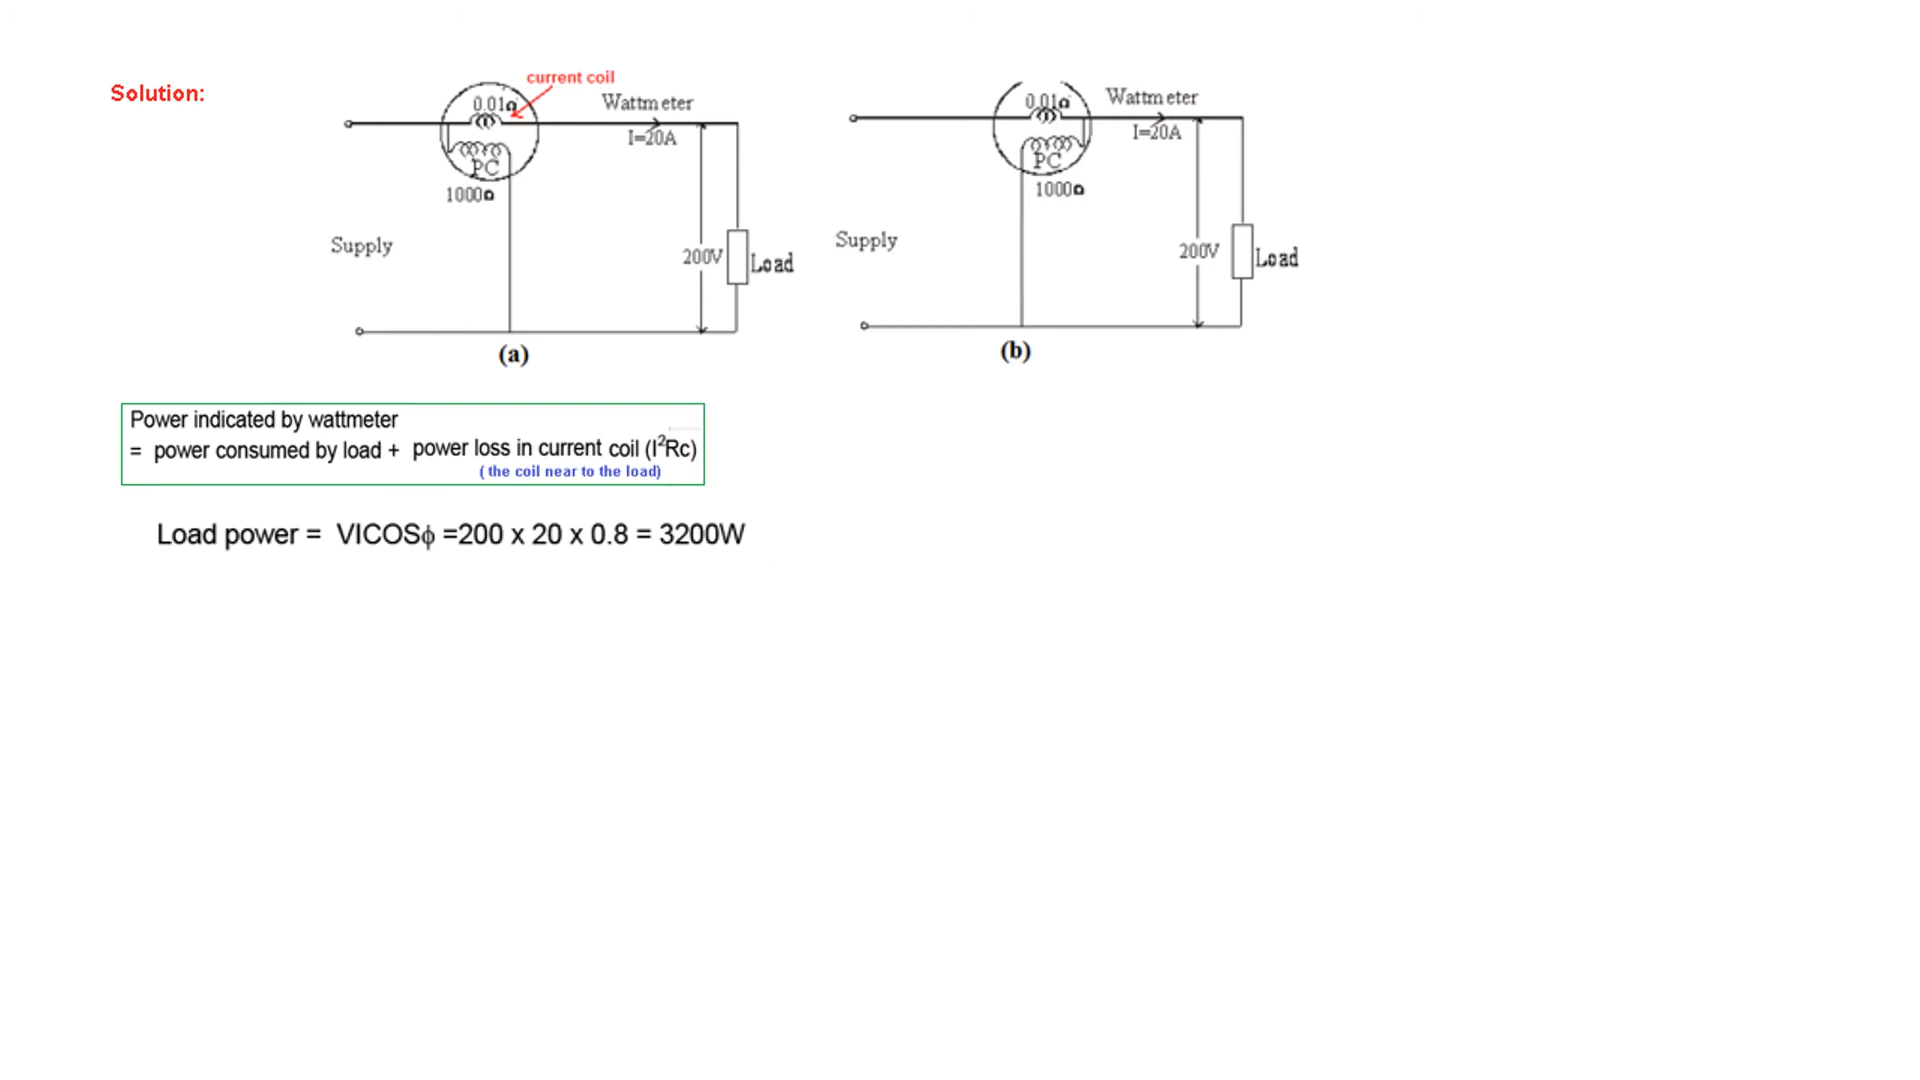 Solution:
current coil
0.01Ω
Wattmeter
I=20A
PC
1000Ω
Supply
200V
Load
(a)
0.01Ω
Wattmeter
I=20A
PC
1000Ω
Supply
200V
Load
(b)
Power indicated by wattmeter
= power consumed by load + power loss in current coil (I²Rc)
( the coil near to the load)
Load power = VICOSϕ =200 x 20 x 0.8 = 3200W